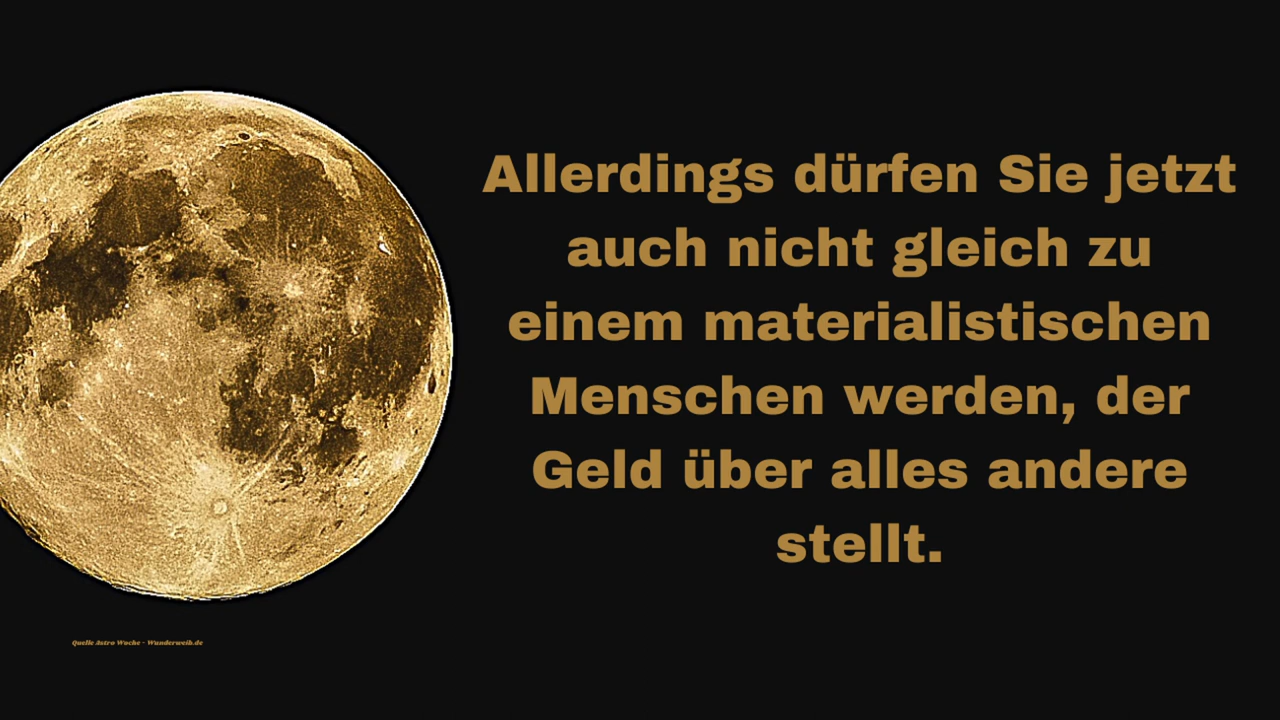 Allerdings dürfen Sie jetzt
auch nicht gleich zu
einem materialistischen
Menschen werden, der
Geld über alles andere
stellt.
Quelle Astro Woche - Wunderweib.de